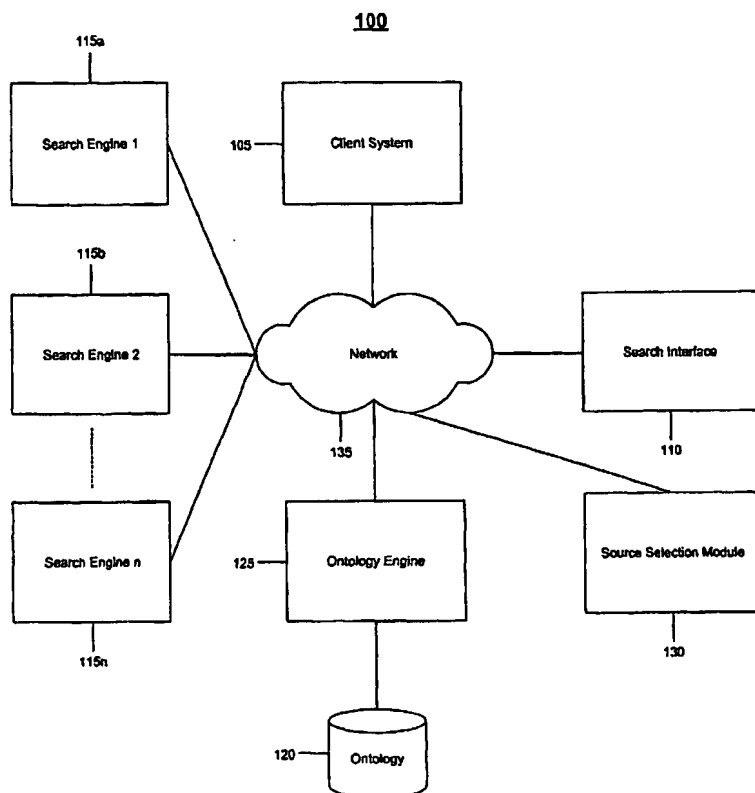 100
115a
Search Engine 1
105
Client System
115b
Search Engine 2
Network
135
Search Interface
110
Search Engine n
115n
125
Ontology Engine
Source Selection Module
130
120
Ontology